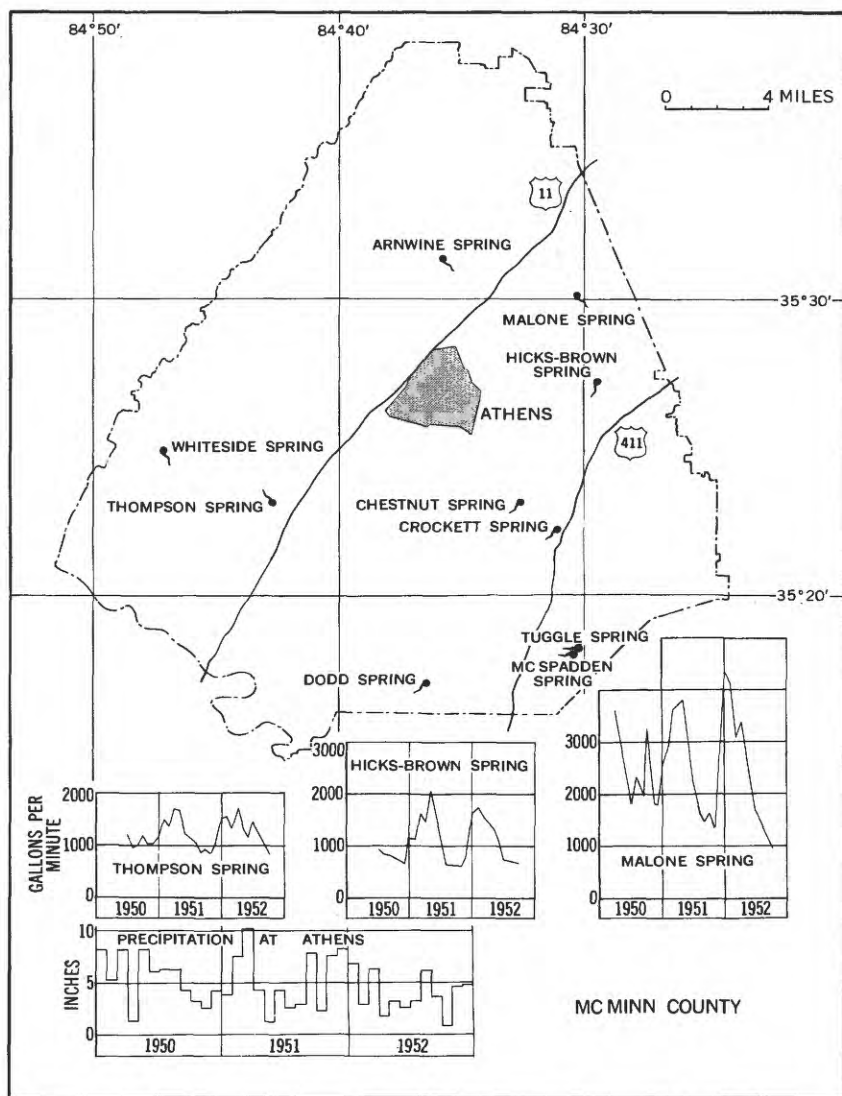 84°50′ 84°40′ 84°30′
0 4 MILES
11
ARNWINE SPRING
35°30′
MALONE SPRING
HICKS-BROWN
SPRING
ATHENS
411
WHITESIDE SPRING
THOMPSON SPRING
CHESTNUT SPRING
CROCKETT SPRING
35°20′
TUGGLE SPRING
MC SPADDEN
SPRING
DODD SPRING
GALLONS PER
MINUTE
2000
1000
0
THOMPSON SPRING
1950 1951 1952
3000
2000
1000
0
HICKS-BROWN SPRING
1950 1951 1952
3000
2000
1000
0
MALONE SPRING
1950 1951 1952
INCHES
10
5
0
PRECIPITATION AT ATHENS
1950 1951 1952
MC MINN COUNTY